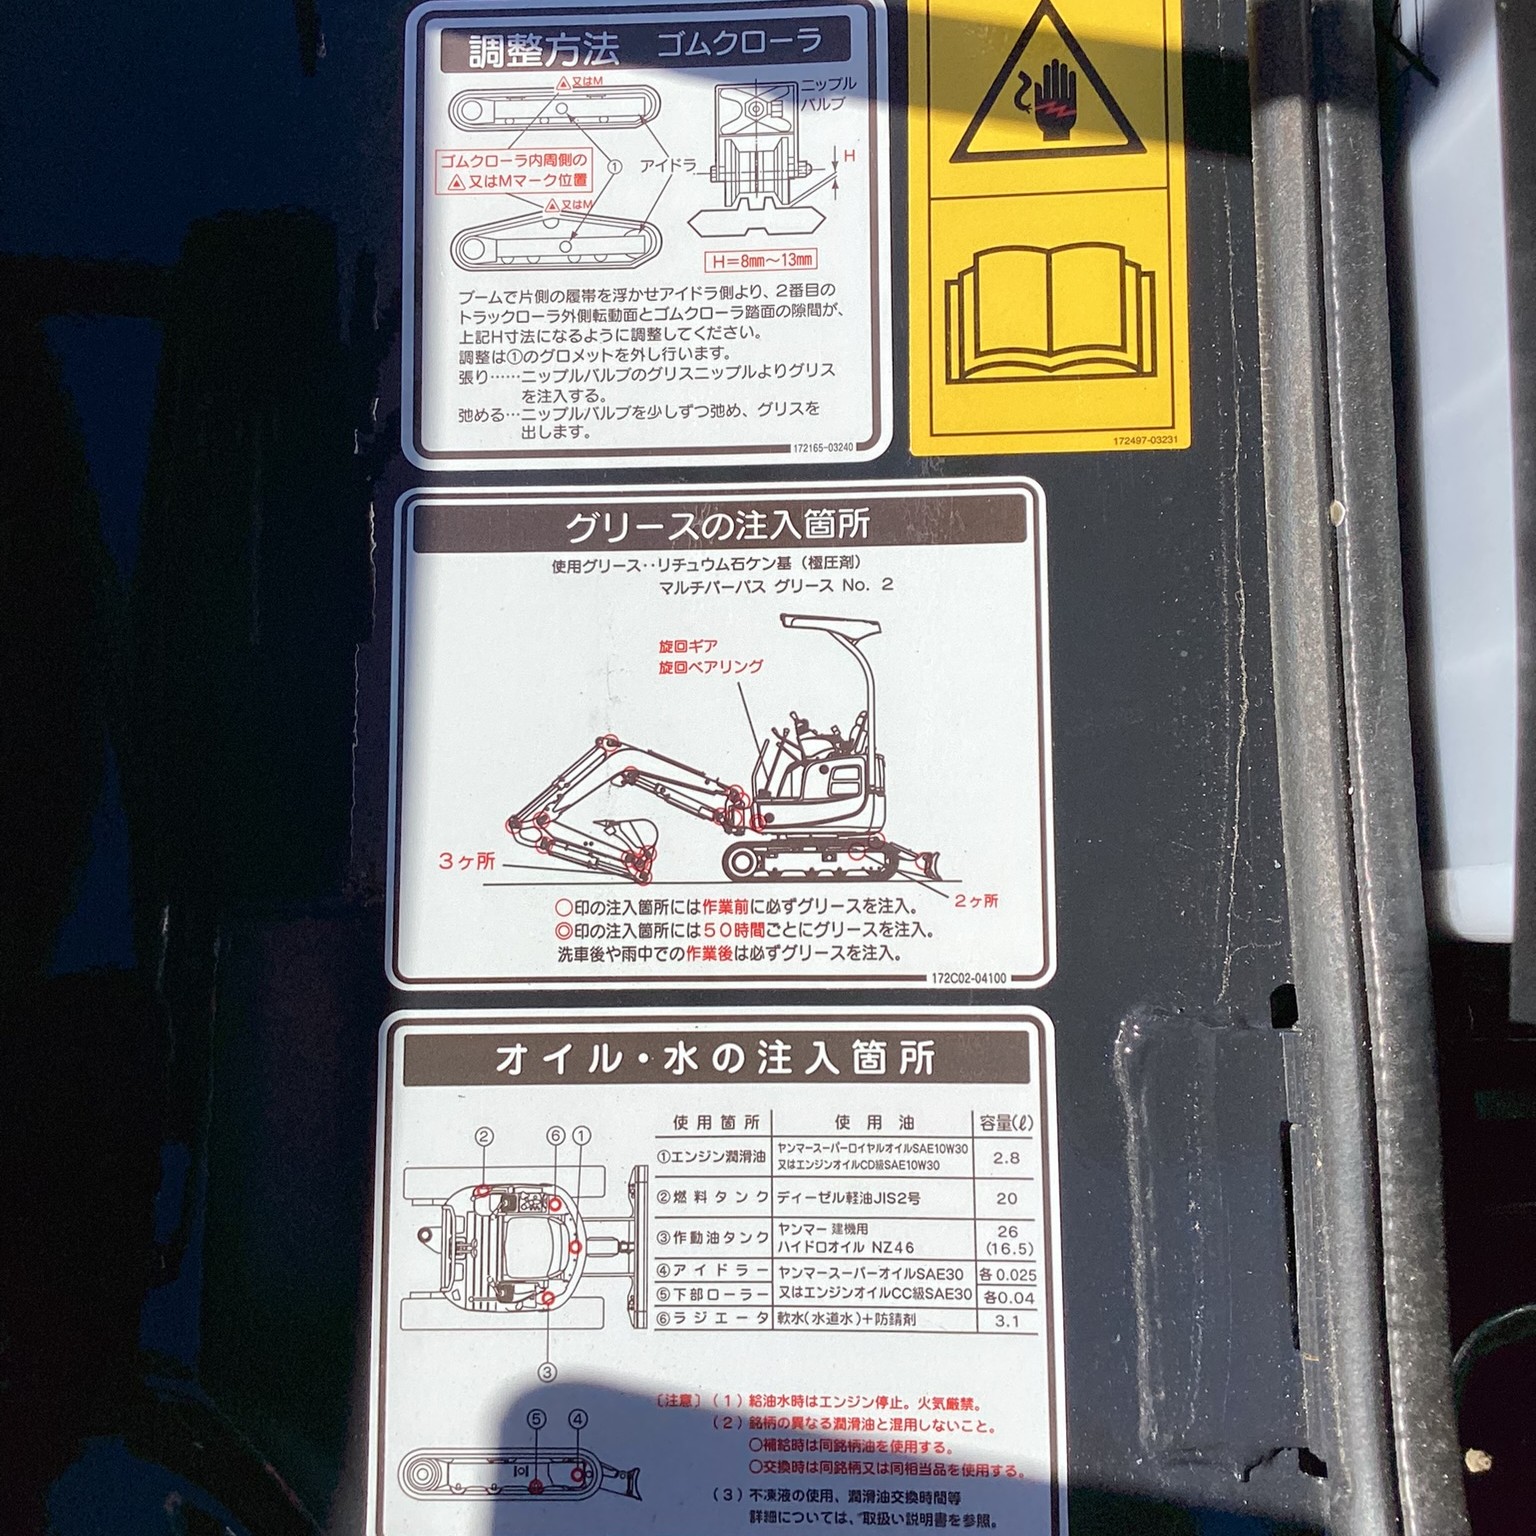 調整方法 ゴムクローラ
△又はM
ニップル
バルブ
ゴムクローラ内周側の
△又はMマーク位置
①
アイドラ
H
△又はM
H=8mm〜13mm
ブームで片側の履帯を浮かせアイドラ側より、2番目の
トラックローラ外側転動面とゴムクローラ踏面の隙間が、
上記H寸法になるように調整してください。
調整は①のグロメットを外し行います。
張り……ニップルバルブのグリスニップルよりグリス
を注入する。
弛める…ニップルバルブを少しずつ弛め、グリスを
出します。
172165-03240
172497-03231
グリースの注入箇所
使用グリース‥リチュウム石ケン基(極圧剤)
マルチパーパス グリース No. 2
旋回ギア
旋回ベアリング
3ヶ所
2ヶ所
○印の注入箇所には作業前に必ずグリースを注入。
◎印の注入箇所には50時間ごとにグリースを注入。
洗車後や雨中での作業後は必ずグリースを注入。
172C02-04100
オイル・水の注入箇所
② ⑥ ①
使用箇所 使用油 容量(ℓ)
①エンジン潤滑油 ヤンマースーパーロイヤルオイルSAE10W30 2.8
又はエンジンオイルCD級SAE10W30
②燃料タンク ディーゼル軽油JIS2号 20
③作動油タンク ヤンマー 建機用 26
ハイドロオイル NZ46 (16.5)
④アイドラー ヤンマースーパーオイルSAE30 各0.025
⑤下部ローラー 又はエンジンオイルCC級SAE30 各0.04
⑥ラジエータ 軟水(水道水)+防錆剤 3.1
③
⑤ ④
〔注意〕(1)給油水時はエンジン停止。火気厳禁。
(2)銘柄の異なる潤滑油と混用しないこと。
○補給時は同銘柄油を使用する。
○交換時は同銘柄又は同相当品を使用する。
(3)不凍液の使用、潤滑油交換時間等
詳細については、取扱い説明書を参照。